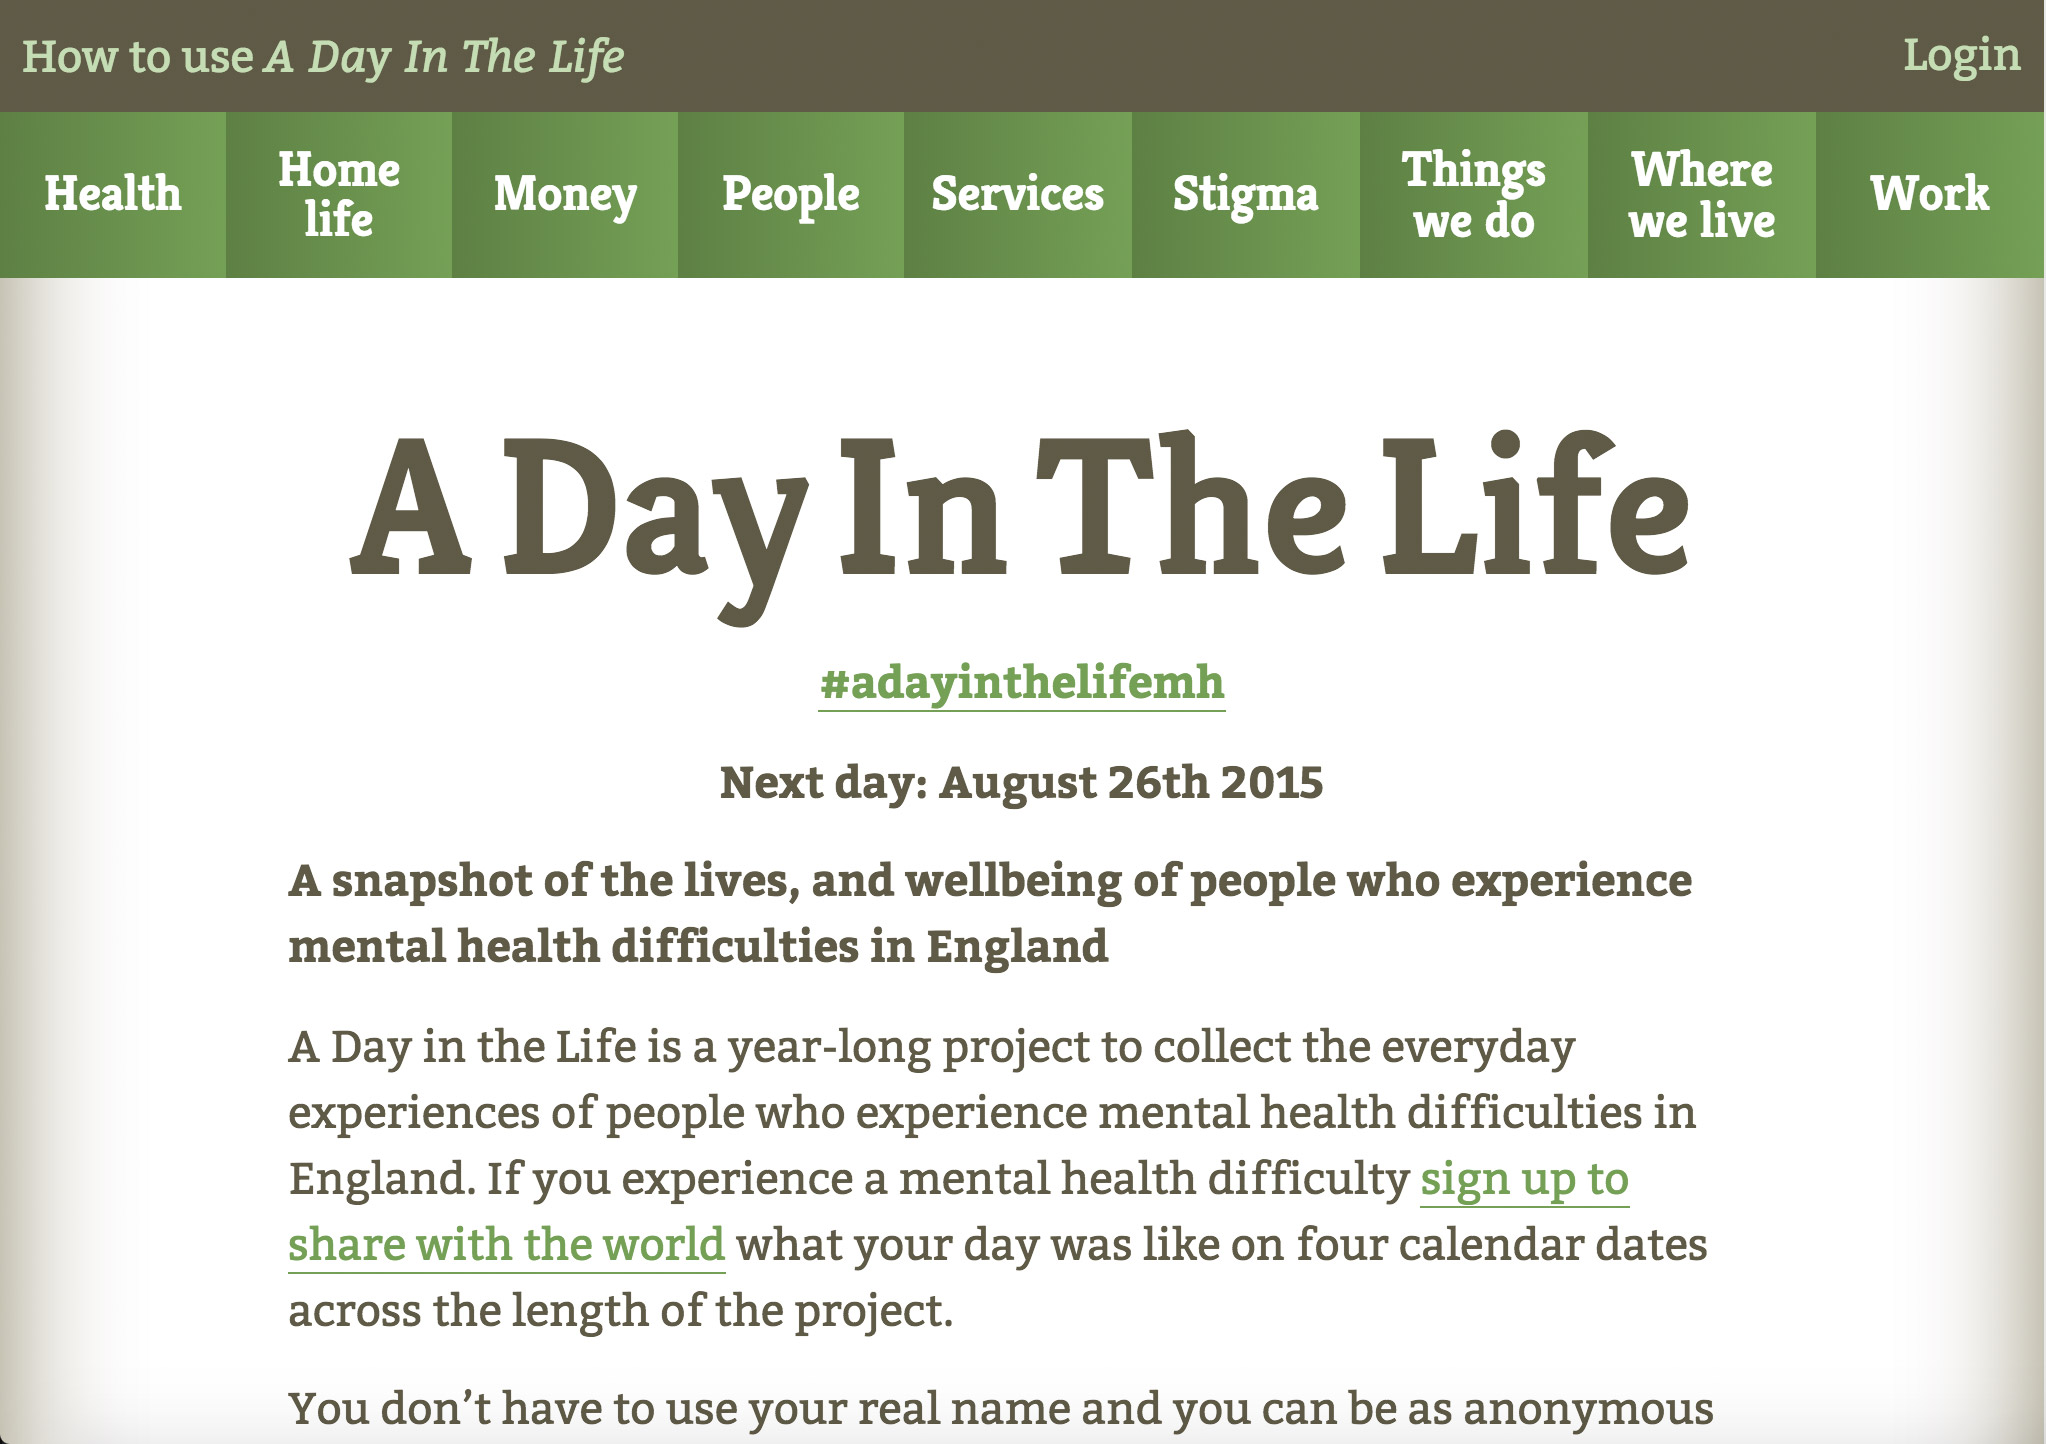 How to use A Day In The Life
Login
Health
Home
life
Money
People
Services
Stigma
Things
we do
Where
we live
Work
A Day In The Life
#adayinthelifemh
Next day: August 26th 2015
A snapshot of the lives, and wellbeing of people who experience
mental health difficulties in England
A Day in the Life is a year-long project to collect the everyday
experiences of people who experience mental health difficulties in
England. If you experience a mental health difficulty sign up to
share with the world what your day was like on four calendar dates
across the length of the project.
You don’t have to use your real name and you can be as anonymous